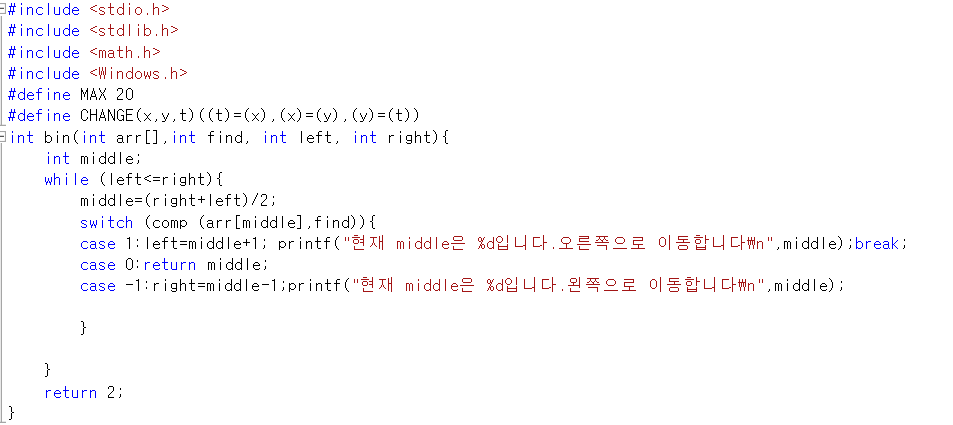 #include <stdio.h>
#include <stdlib.h>
#include <math.h>
#include <Windows.h>
#define MAX 20
#define CHANGE(x,y,t)((t)=(x),(x)=(y),(y)=(t))
int bin(int arr[],int find, int left, int right){
    int middle;
    while (left<=right){
        middle=(right+left)/2;
        switch (comp (arr[middle],find)){
        case 1:left=middle+1; printf("현재 middle은 %d입니다.오른쪽으로 이동합니다₩n",middle);break;
        case 0:return middle;
        case -1:right=middle-1;printf("현재 middle은 %d입니다.왼쪽으로 이동합니다₩n",middle);
        }
    }
    return 2;
}